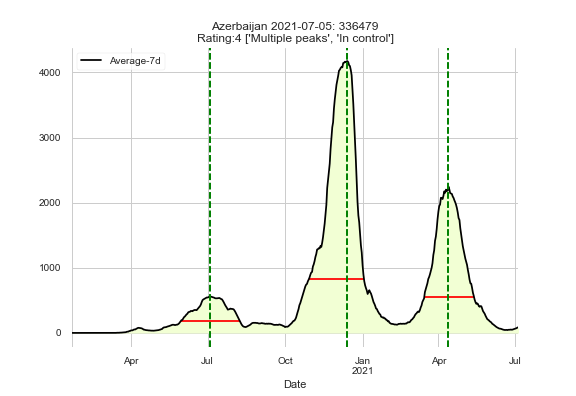 Azerbaijan 2021-07-05: 336479
Rating:4 ['Multiple peaks', 'In control']
Average-7d
4000
3000
2000
1000
0
Apr Jul Oct Jan Apr Jul
2021
Date